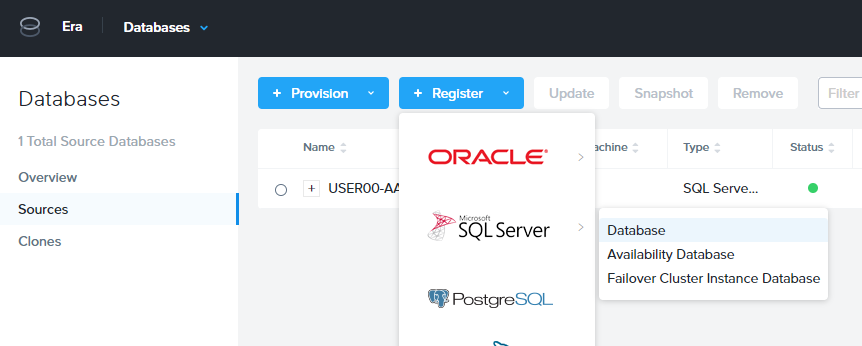 Era Databases
Databases
+ Provision + Register Update Snapshot Remove Filter
1 Total Source Databases
Name Type Status
Overview
ORACLE
Sources
USER00-AA SQL Serve...
Clones
Microsoft
SQL Server
Database
Availability Database
Failover Cluster Instance Database
PostgreSQL